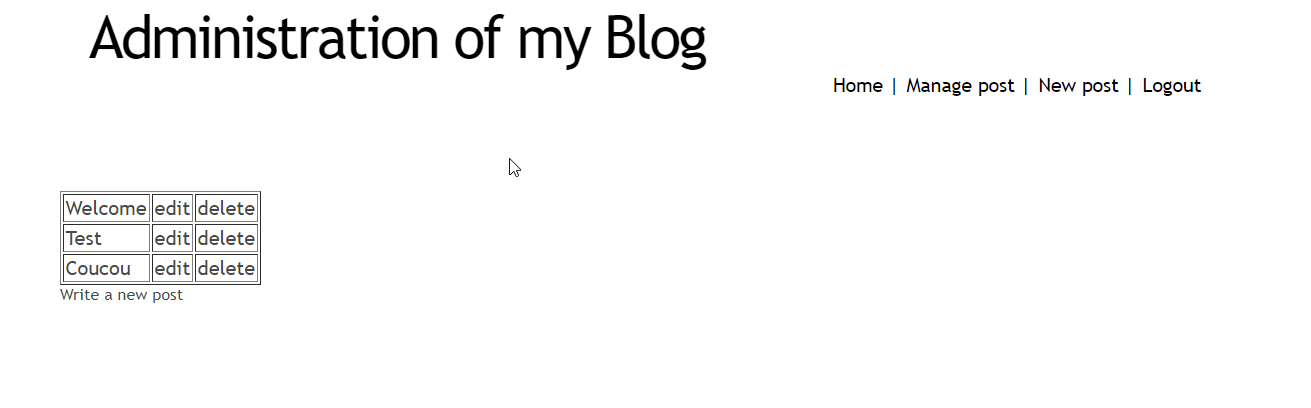 Administration of my Blog
Home | Manage post | New post | Logout
Welcome edit delete
Test edit delete
Coucou edit delete
Write a new post